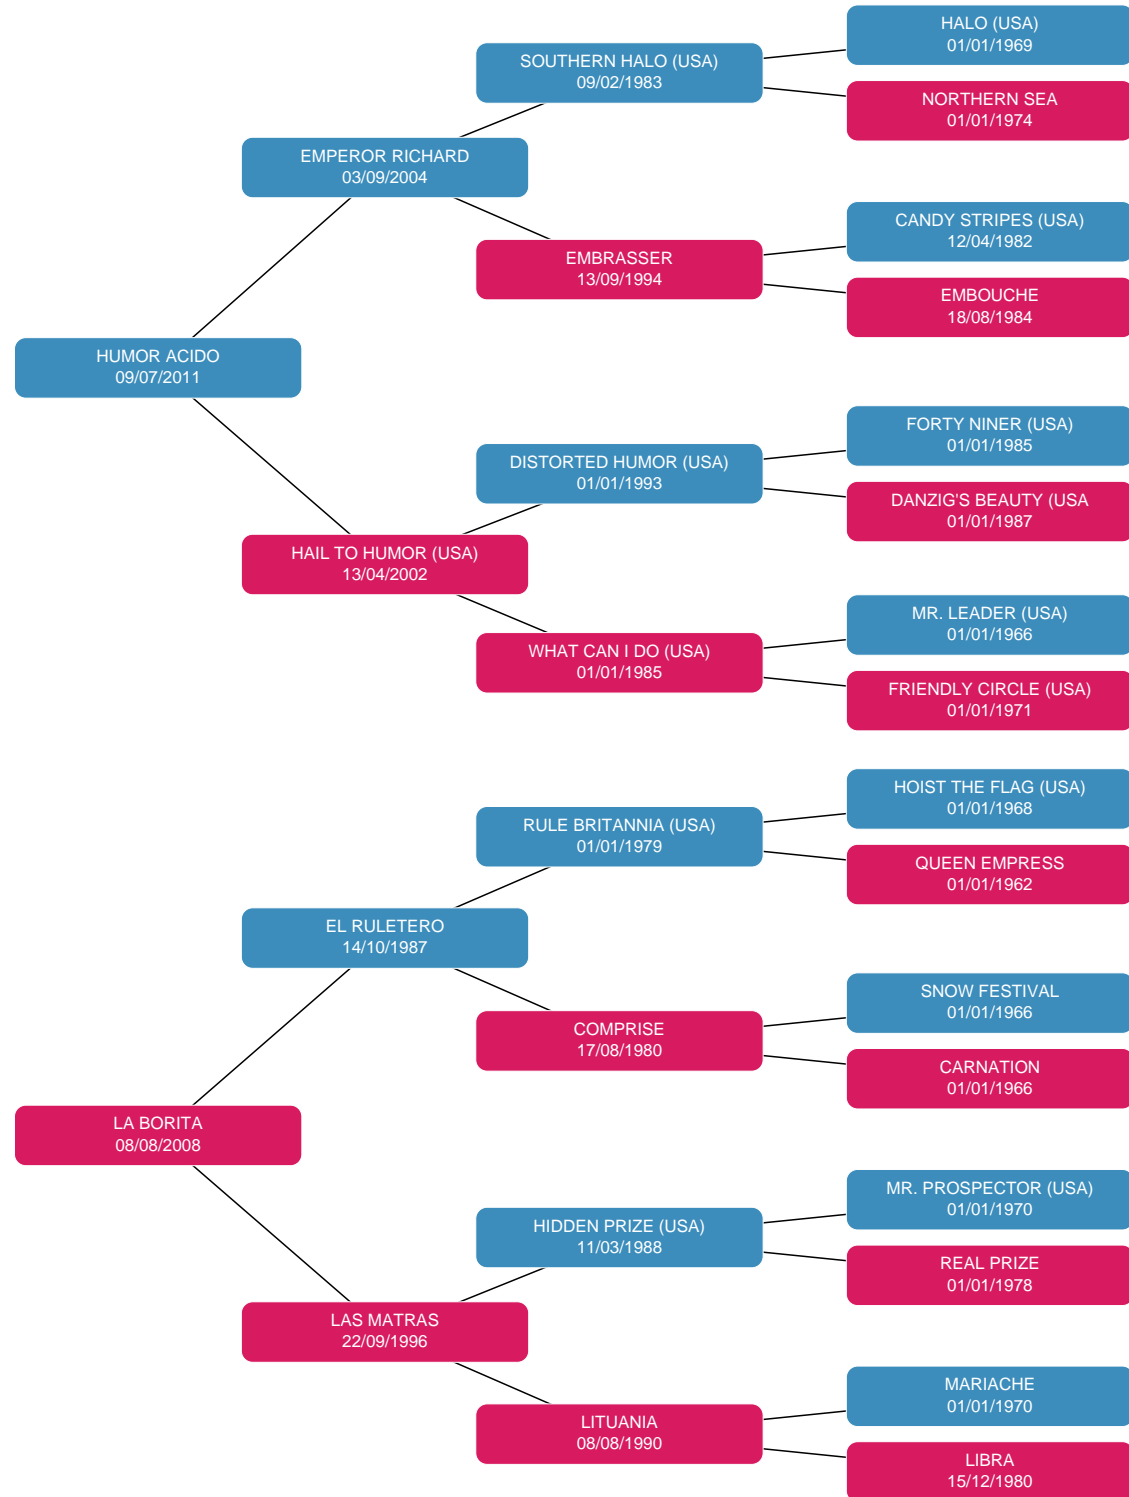 HALO (USA)
01/01/1969
SOUTHERN HALO (USA)
09/02/1983
NORTHERN SEA
01/01/1974
EMPEROR RICHARD
03/09/2004
CANDY STRIPES (USA)
12/04/1982
EMBRASSER
13/09/1994
EMBOUCHE
18/08/1984
HUMOR ACIDO
09/07/2011
FORTY NINER (USA)
01/01/1985
DISTORTED HUMOR (USA)
01/01/1993
DANZIG'S BEAUTY (USA
01/01/1987
HAIL TO HUMOR (USA)
13/04/2002
MR. LEADER (USA)
01/01/1966
WHAT CAN I DO (USA)
01/01/1985
FRIENDLY CIRCLE (USA)
01/01/1971
HOIST THE FLAG (USA)
01/01/1968
RULE BRITANNIA (USA)
01/01/1979
QUEEN EMPRESS
01/01/1962
EL RULETERO
14/10/1987
SNOW FESTIVAL
01/01/1966
COMPRISE
17/08/1980
CARNATION
01/01/1966
LA BORITA
08/08/2008
MR. PROSPECTOR (USA)
01/01/1970
HIDDEN PRIZE (USA)
11/03/1988
REAL PRIZE
01/01/1978
LAS MATRAS
22/09/1996
MARIACHE
01/01/1970
LITUANIA
08/08/1990
LIBRA
15/12/1980